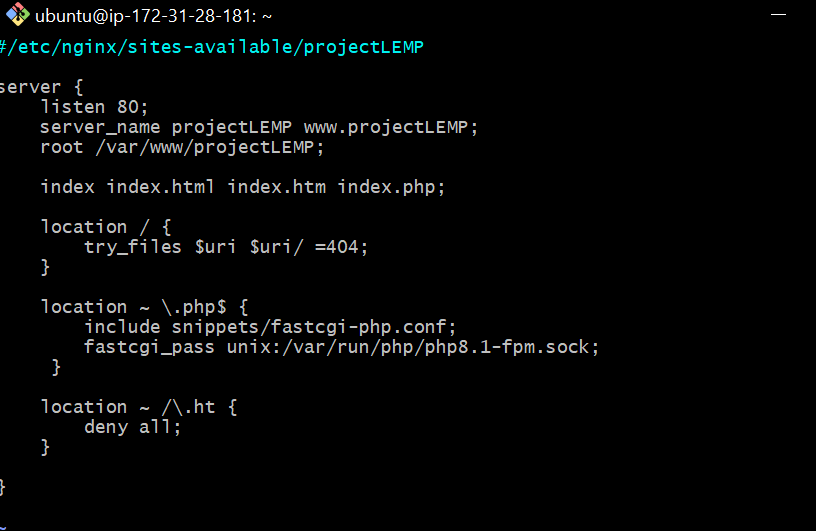 ubuntu@ip-172-31-28-181: ~
#/etc/nginx/sites-available/projectLEMP
server {
    listen 80;
    server_name projectLEMP www.projectLEMP;
    root /var/www/projectLEMP;
    index index.html index.htm index.php;
    location / {
        try_files $uri $uri/ =404;
    }
    location ~ \.php$ {
        include snippets/fastcgi-php.conf;
        fastcgi_pass unix:/var/run/php/php8.1-fpm.sock;
     }
    location ~ /\.ht {
        deny all;
    }
}
~